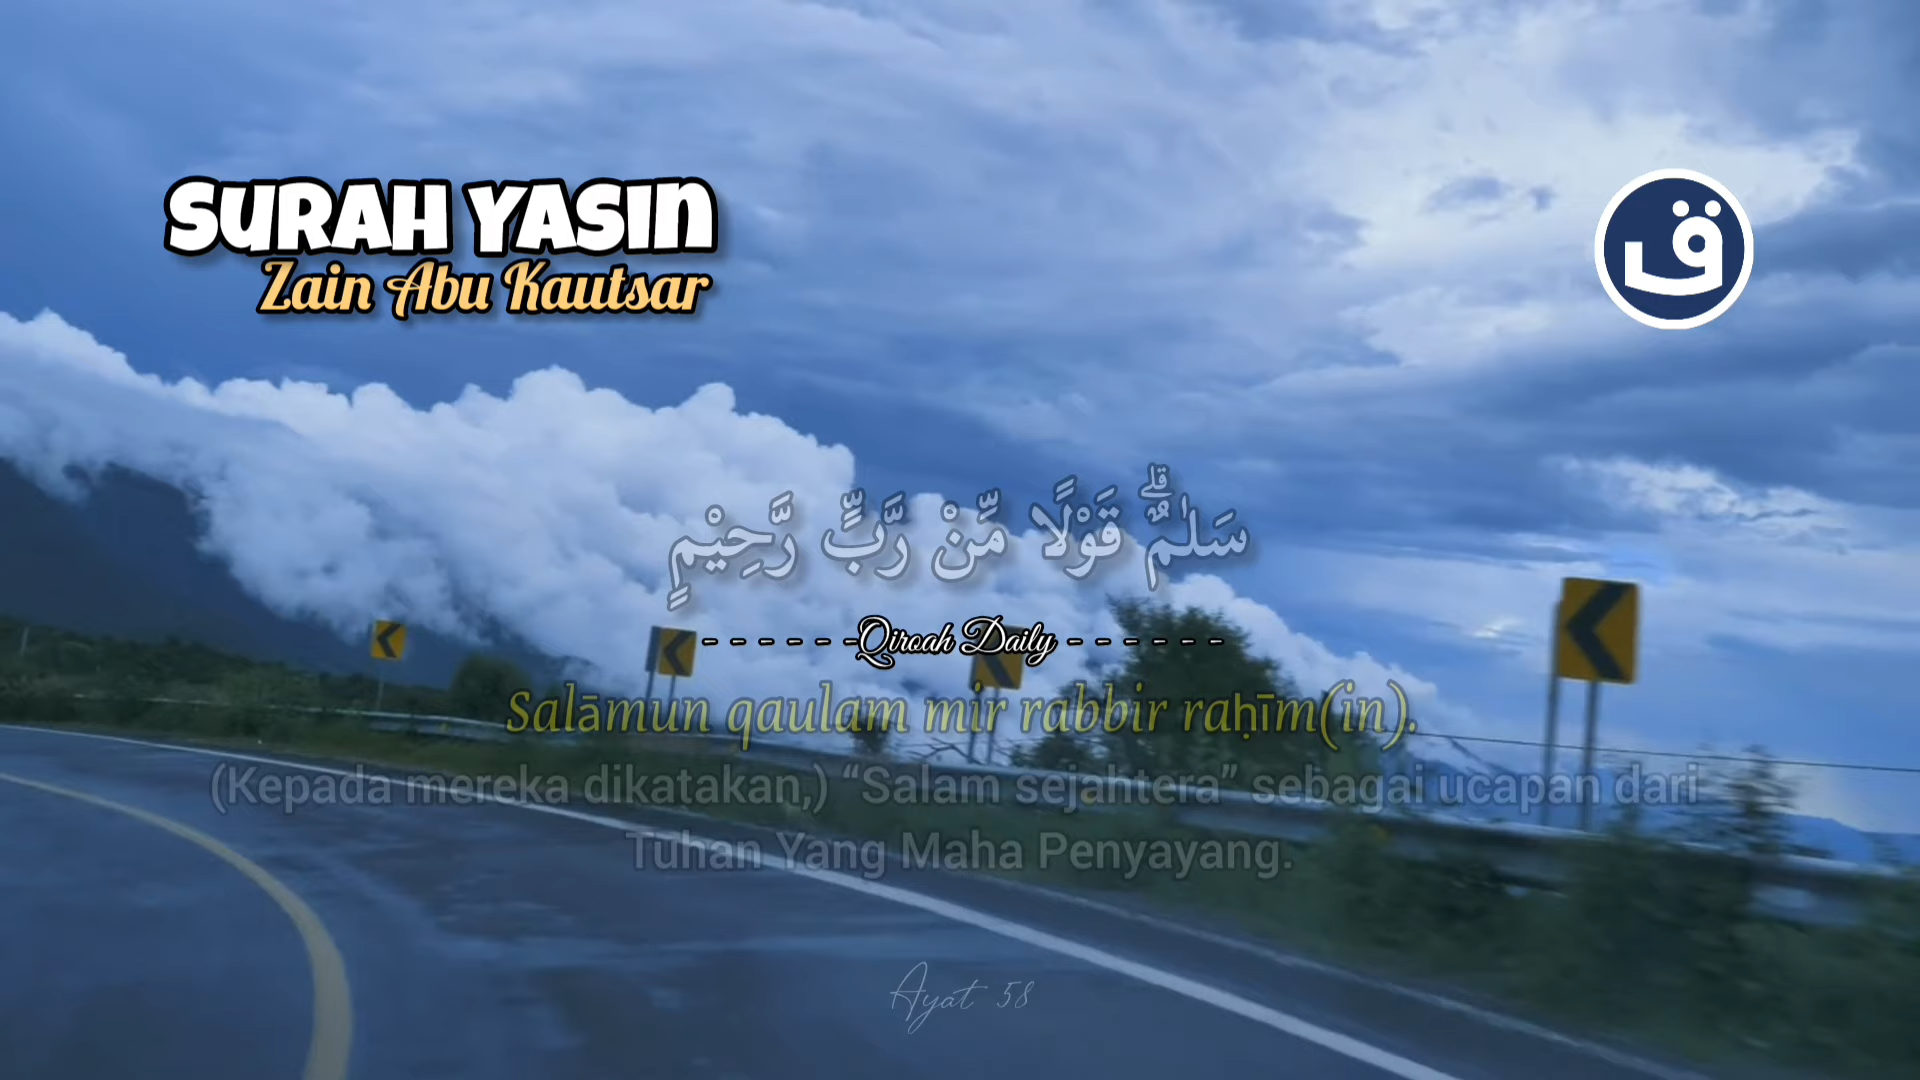 SURAH YASIN
Zain Abu Kautsar
ق
سَلٰمٌۗ قَوْلًا مِّنْ رَّبٍّ رَّحِيْمٍ
- - - - - - Qiroah Daily - - - - - -
Salāmun qaulam mir rabbir raḥīm(in).
(Kepada mereka dikatakan,) “Salam sejahtera” sebagai ucapan dari
Tuhan Yang Maha Penyayang.
Ayat 58